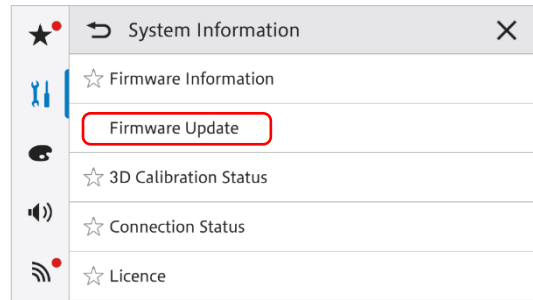 System Information
Firmware Information
Firmware Update
3D Calibration Status
Connection Status
Licence